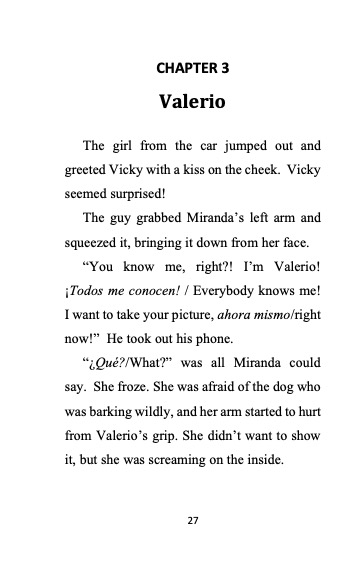 CHAPTER 3
Valerio
The girl from the car jumped out and
greeted Vicky with a kiss on the cheek.  Vicky
seemed surprised!
The guy grabbed Miranda’s left arm and
squeezed it, bringing it down from her face.
“You know me, right?! I’m Valerio!
¡Todos me conocen! / Everybody knows me!
I want to take your picture, ahora mismo/right
now!”  He took out his phone.
“¿Qué?/What?” was all Miranda could
say.  She froze. She was afraid of the dog who
was barking wildly, and her arm started to hurt
from Valerio’s grip. She didn’t want to show
it, but she was screaming on the inside.
27